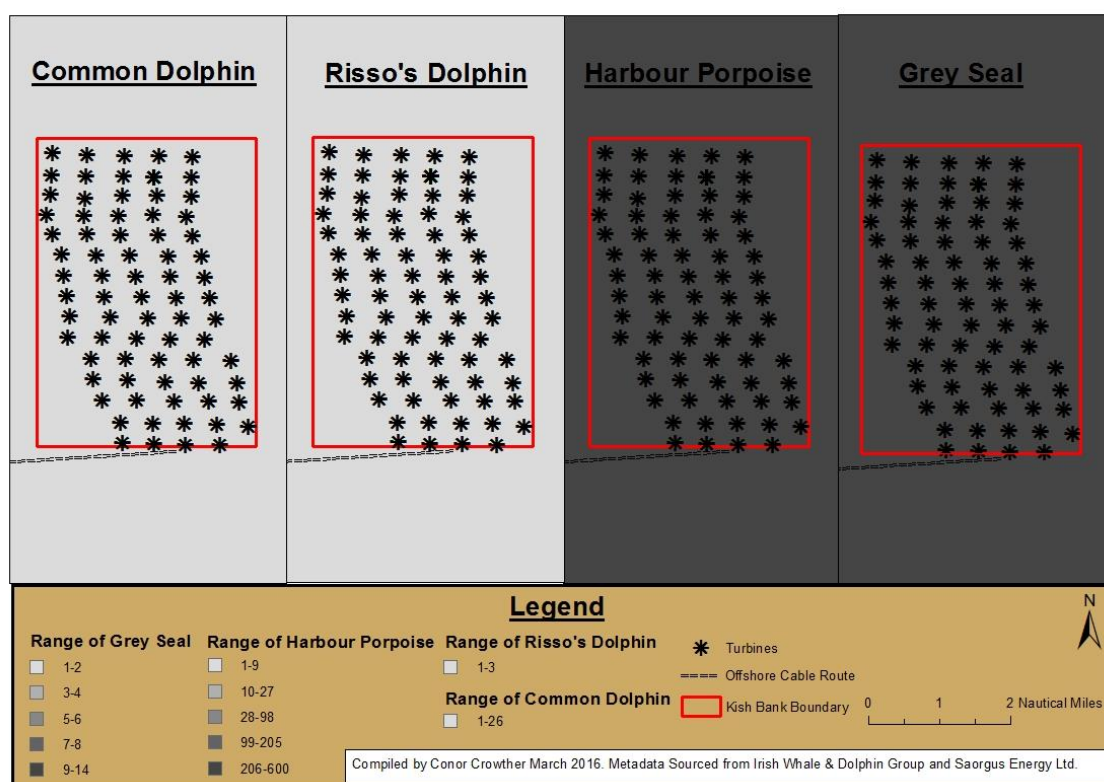 Common Dolphin
Risso's Dolphin
Harbour Porpoise
Grey Seal
Legend
Range of Grey Seal
1-2
3-4
5-6
7-8
9-14
Range of Harbour Porpoise
1-9
10-27
28-98
99-205
206-600
Range of Risso's Dolphin
1-3
Range of Common Dolphin
1-26
Turbines
Offshore Cable Route
Kish Bank Boundary
N
0 1 2 Nautical Miles
Compiled by Conor Crowther March 2016. Metadata Sourced from Irish Whale & Dolphin Group and Saorgus Energy Ltd.